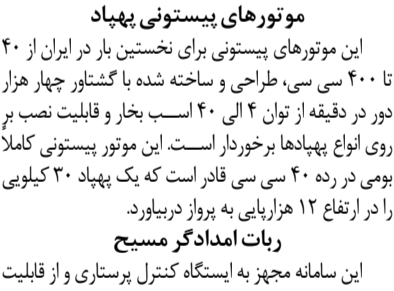 موتورهای پیستونی پهپاد
این موتورهای پیستونی برای نخستین بار در ایران از ۴۰
تا ۴۰۰ سی سی، طراحی و ساخته شده با گشتاور چهار هزار
دور در دقیقه از توان ۴ الی ۴۰ اسب بخار و قابلیت نصب بر
روی انواع پهپادها برخوردار است. این موتور پیستونی کاملاً
بومی در رده ۴۰ سی سی قادر است که یک پهپاد ۳۰ کیلویی
را در ارتفاع ۱۲ هزارپایی به پرواز دربیاورد.
ربات امدادگر مسیح
این سامانه مجهز به ایستگاه کنترل پرستاری و از قابلیت